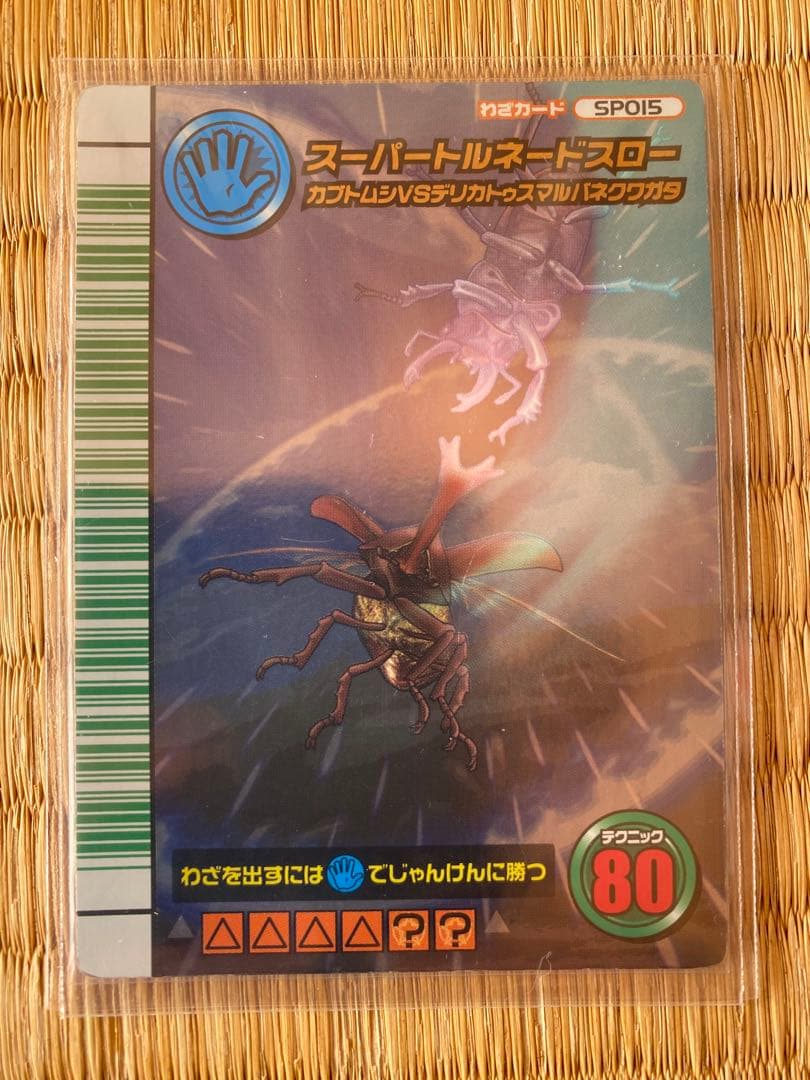 わざカード SP015
スーパートルネードスロー
カブトムシVSデリカトゥスマルバネクワガタ
テクニック
80
わざを出すには でじゃんけんに勝つ
? ?